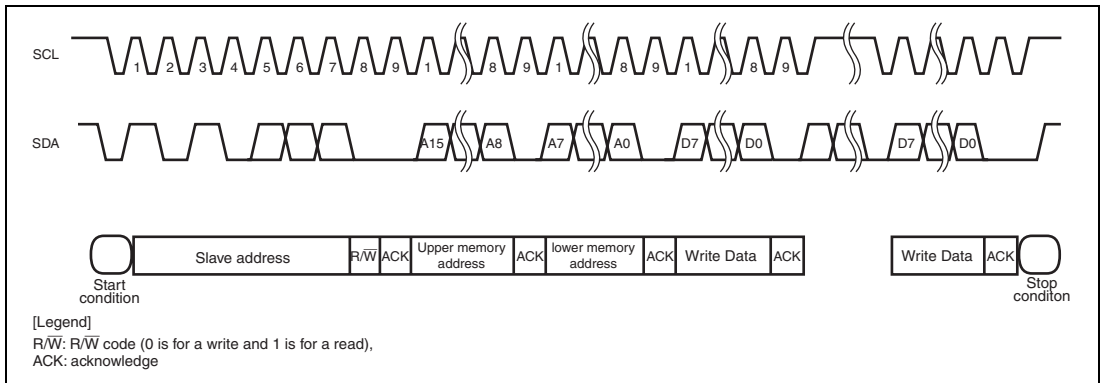 SCL
1 2 3 4 5 6 7 8 9 1 8 9 1 8 9 1 8 9
SDA
A15 A8 A7 A0 D7 D0 D7 D0
Slave address R/W̅ ACK Upper memory address ACK lower memory address ACK Write Data ACK Write Data ACK
Start condition
Stop conditon
[Legend]
R/W̅: R/W̅ code (0 is for a write and 1 is for a read),
ACK: acknowledge